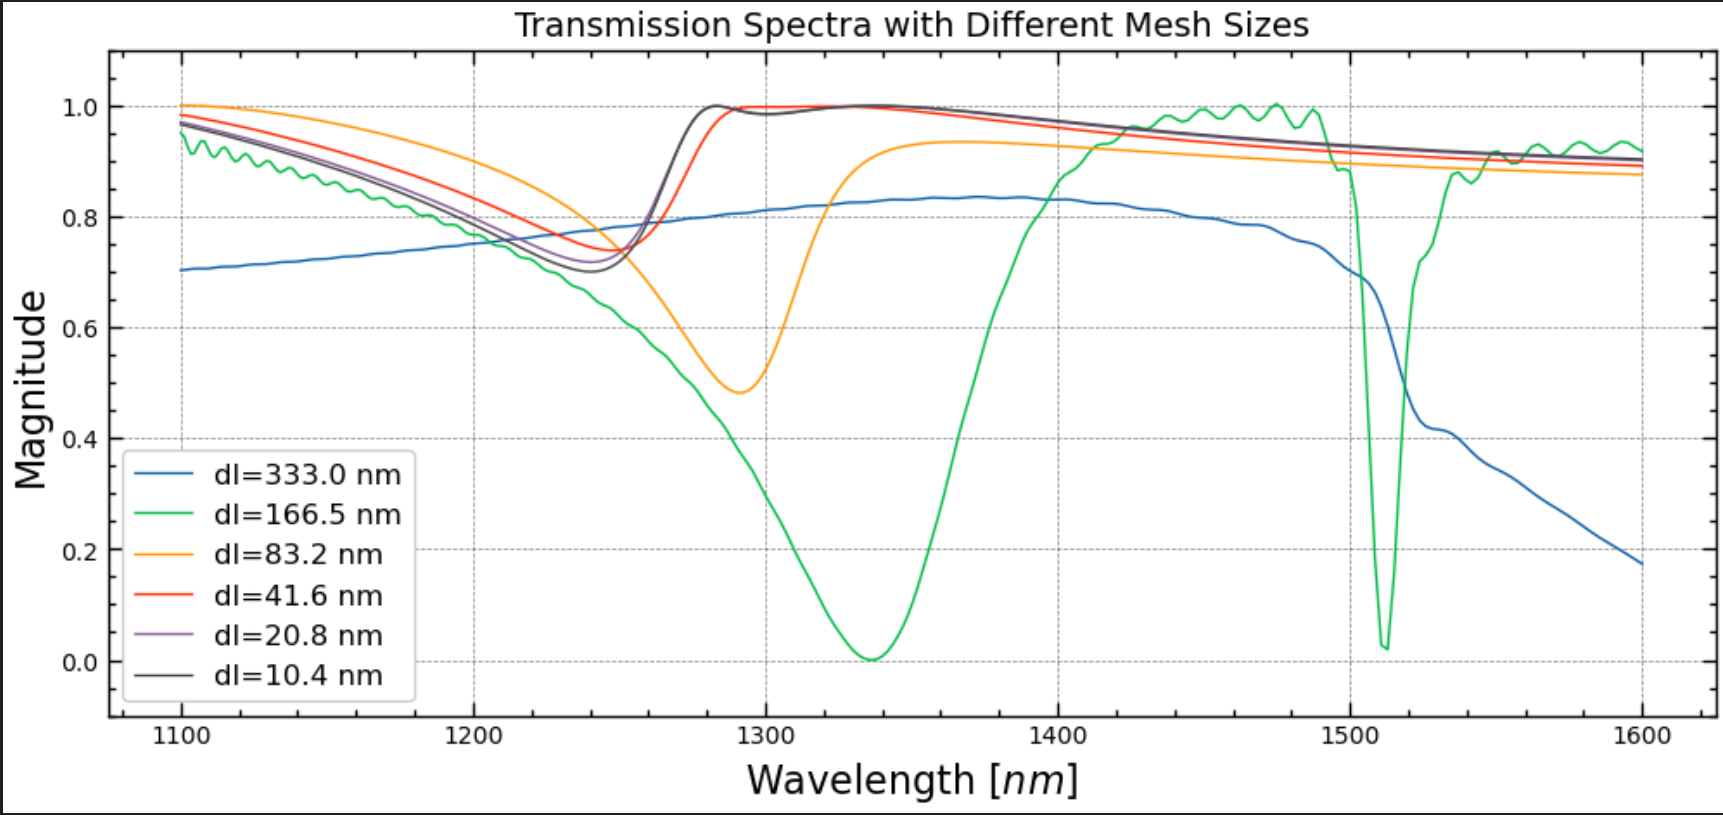 Transmission Spectra with Different Mesh Sizes
Magnitude
1.0
0.8
0.6
0.4
0.2
0.0
dl=333.0 nm
dl=166.5 nm
dl=83.2 nm
dl=41.6 nm
dl=20.8 nm
dl=10.4 nm
1100 1200 1300 1400 1500 1600
Wavelength [nm]